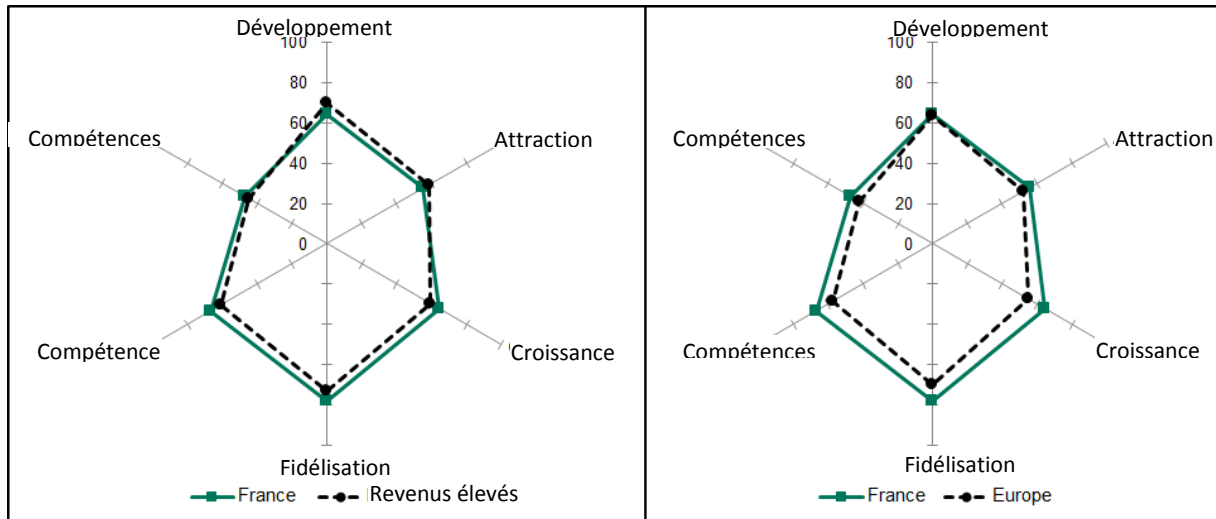 Développement
100
80
60
40
20
0
Compétences
Attraction
Compétence
Croissance
Fidélisation
France
Revenus élevés
Développement
100
80
60
40
20
0
Compétences
Attraction
Compétences
Croissance
Fidélisation
France
Europe